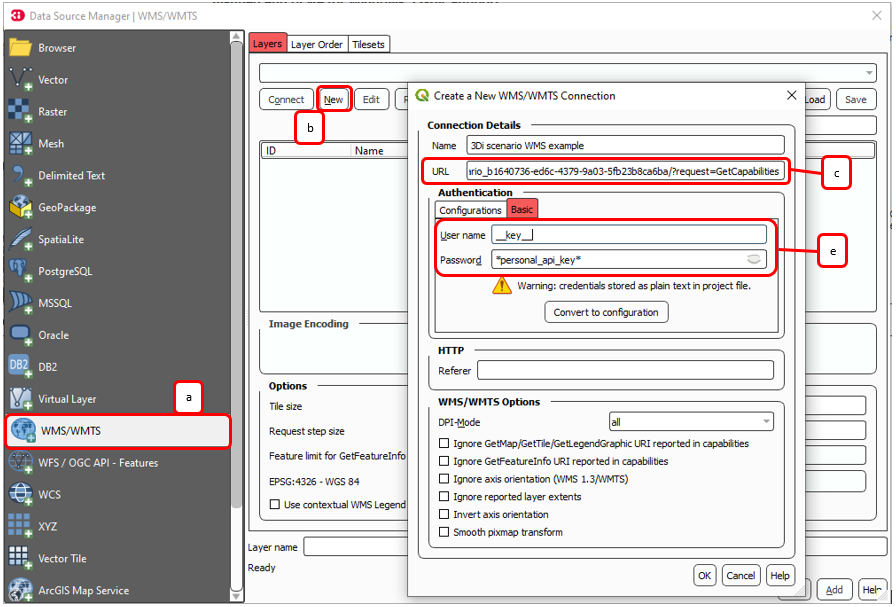 Data Source Manager | WMS/WMTS
Browser
Vector
Raster
Mesh
Delimited Text
GeoPackage
SpatiaLite
PostgreSQL
MSSQL
Oracle
DB2
DB2
Virtual Layer
a
WMS/WMTS
WFS / OGC API - Features
WCS
XYZ
Vector Tile
ArcGIS Map Service
Layers Layer Order Tilesets
Connect New Edit
Save
b
ID Name
Image Encoding
Options
Tile size
Request step size
Feature limit for GetFeatureInfo
EPSG:4326 - WGS 84
Use contextual WMS Legend
Layer name
Ready
Add Help
Create a New WMS/WMTS Connection
Connection Details
Name 3Di scenario WMS example
URL ario_b1640736-ed6c-4379-9a03-5fb23b8ca6ba/?request=GetCapabilities
c
Authentication
Configurations Basic
User name __key__
Password *personal_api_key*
e
Warning: credentials stored as plain text in project file.
Convert to configuration
HTTP
Referer
WMS/WMTS Options
DPI-Mode all
Ignore GetMap/GetTile/GetLegendGraphic URI reported in capabilities
Ignore GetFeatureInfo URI reported in capabilities
Ignore axis orientation (WMS 1.3/WMTS)
Ignore reported layer extents
Invert axis orientation
Smooth pixmap transform
OK Cancel Help